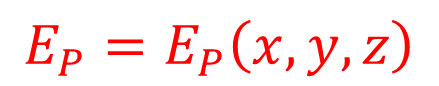 E_P = E_P(x, y, z)